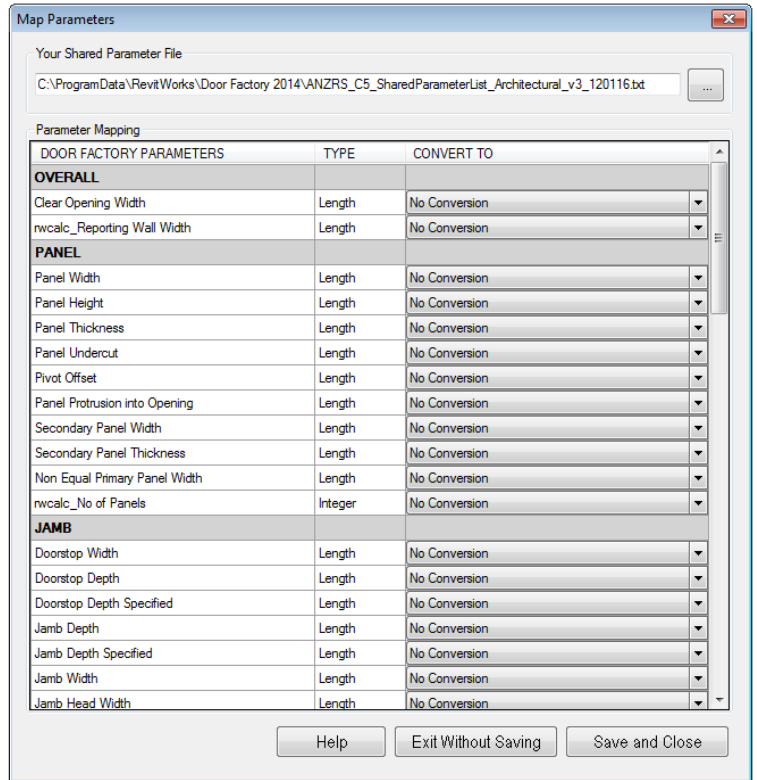 Map Parameters
Your Shared Parameter File
C:\ProgramData\RevitWorks\Door Factory 2014\ANZRS_C5_SharedParameterList_Architectural_v3_120116.txt
...
Parameter Mapping
DOOR FACTORY PARAMETERS TYPE CONVERT TO
OVERALL
Clear Opening Width Length No Conversion
rwcalc_Reporting Wall Width Length No Conversion
PANEL
Panel Width Length No Conversion
Panel Height Length No Conversion
Panel Thickness Length No Conversion
Panel Undercut Length No Conversion
Pivot Offset Length No Conversion
Panel Protrusion into Opening Length No Conversion
Secondary Panel Width Length No Conversion
Secondary Panel Thickness Length No Conversion
Non Equal Primary Panel Width Length No Conversion
rwcalc_No of Panels Integer No Conversion
JAMB
Doorstop Width Length No Conversion
Doorstop Depth Length No Conversion
Doorstop Depth Specified Length No Conversion
Jamb Depth Length No Conversion
Jamb Depth Specified Length No Conversion
Jamb Width Length No Conversion
Jamb Head Width Length No Conversion
Help Exit Without Saving Save and Close